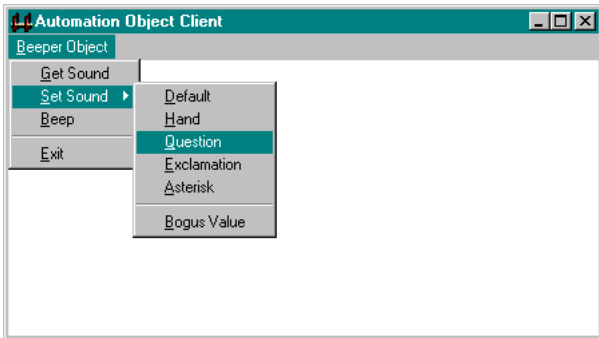 Automation Object Client
Beeper Object
Get Sound
Set Sound
Beep
Exit
Default
Hand
Question
Exclamation
Asterisk
Bogus Value